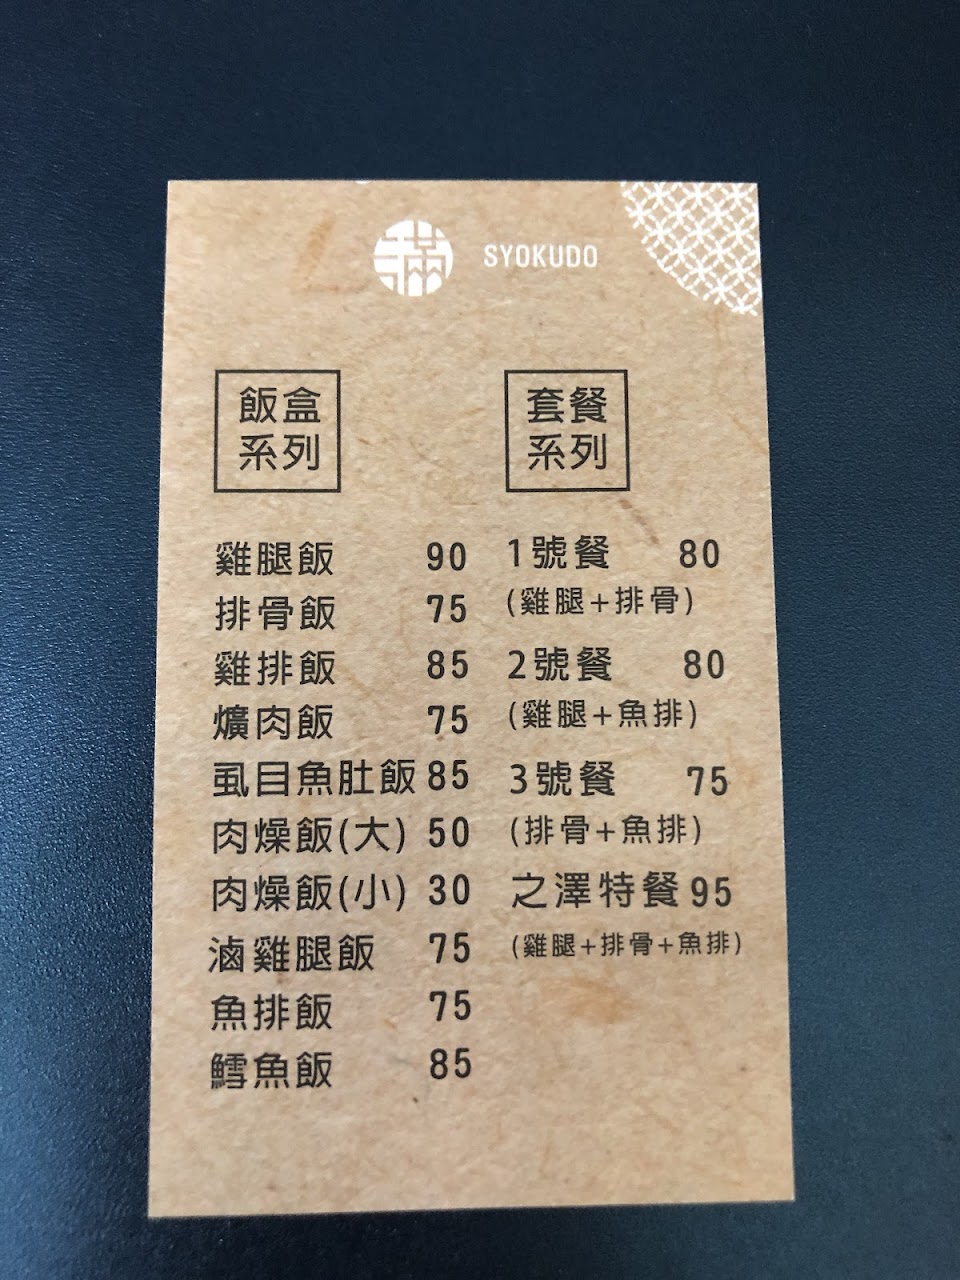 SYOKUDO
飯盒
系列
雞腿飯 90
排骨飯 75
雞排飯 85
爌肉飯 75
虱目魚肚飯 85
肉燥飯(大) 50
肉燥飯(小) 30
滷雞腿飯 75
魚排飯 75
鱈魚飯 85
套餐
系列
1號餐 80
(雞腿+排骨)
2號餐 80
(雞腿+魚排)
3號餐 75
(排骨+魚排)
之澤特餐 95
(雞腿+排骨+魚排)